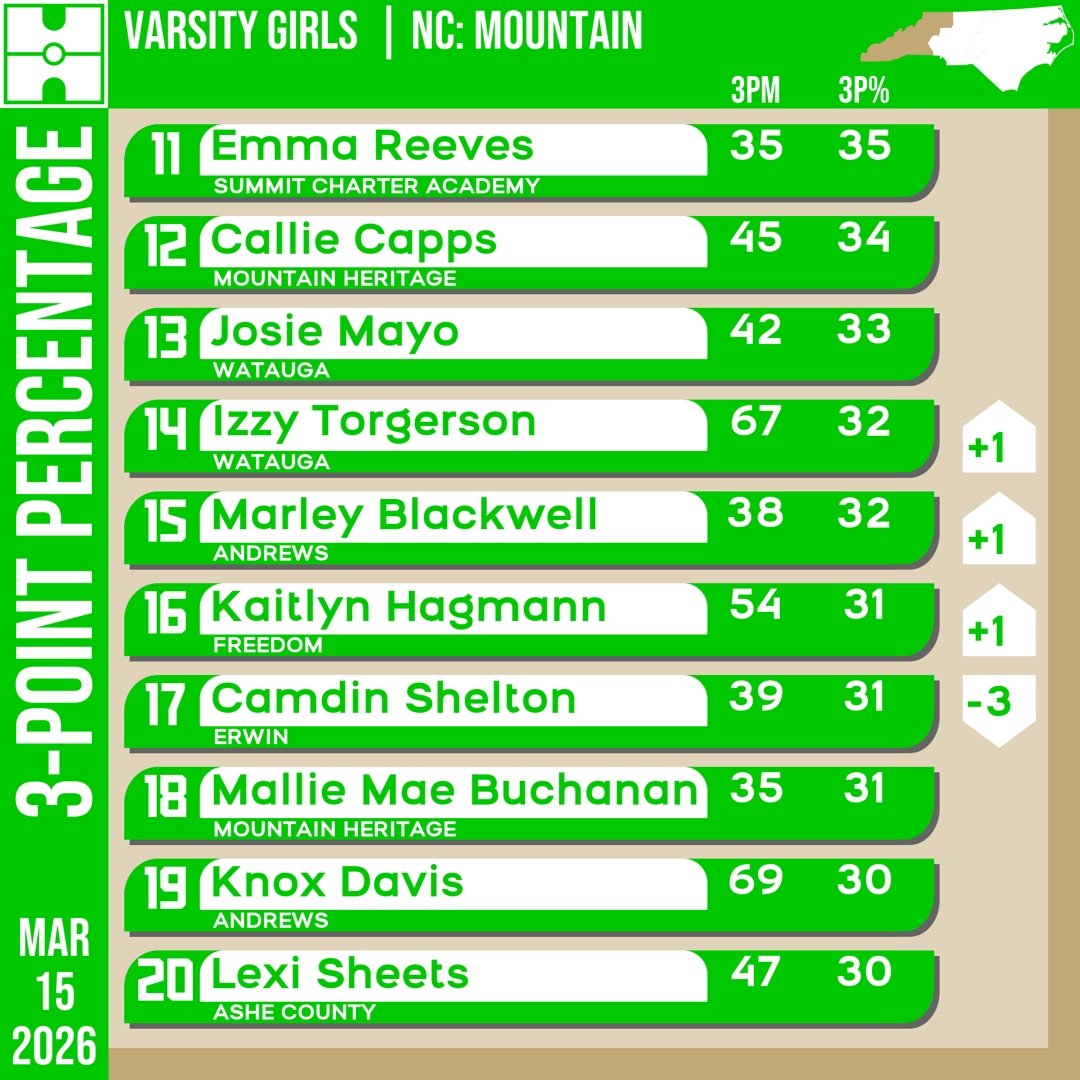 VARSITY GIRLS | NC: MOUNTAIN
3PM 3P%
3-POINT PERCENTAGE
11 Emma Reeves 35 35
SUMMIT CHARTER ACADEMY
12 Callie Capps 45 34
MOUNTAIN HERITAGE
13 Josie Mayo 42 33
WATAUGA
14 Izzy Torgerson 67 32 +1
WATAUGA
15 Marley Blackwell 38 32 +1
ANDREWS
16 Kaitlyn Hagmann 54 31 +1
FREEDOM
17 Camdin Shelton 39 31 -3
ERWIN
18 Mallie Mae Buchanan 35 31
MOUNTAIN HERITAGE
19 Knox Davis 69 30
ANDREWS
20 Lexi Sheets 47 30
ASHE COUNTY
MAR
15
2026